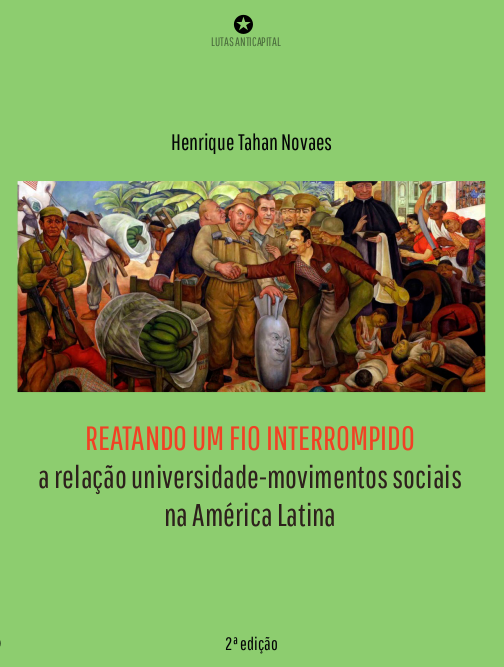 LUTAS ANTICAPITAL
Henrique Tahan Novaes
REATANDO UM FIO INTERROMPIDO
a relação universidade-movimentos sociais
na América Latina
2ª edição